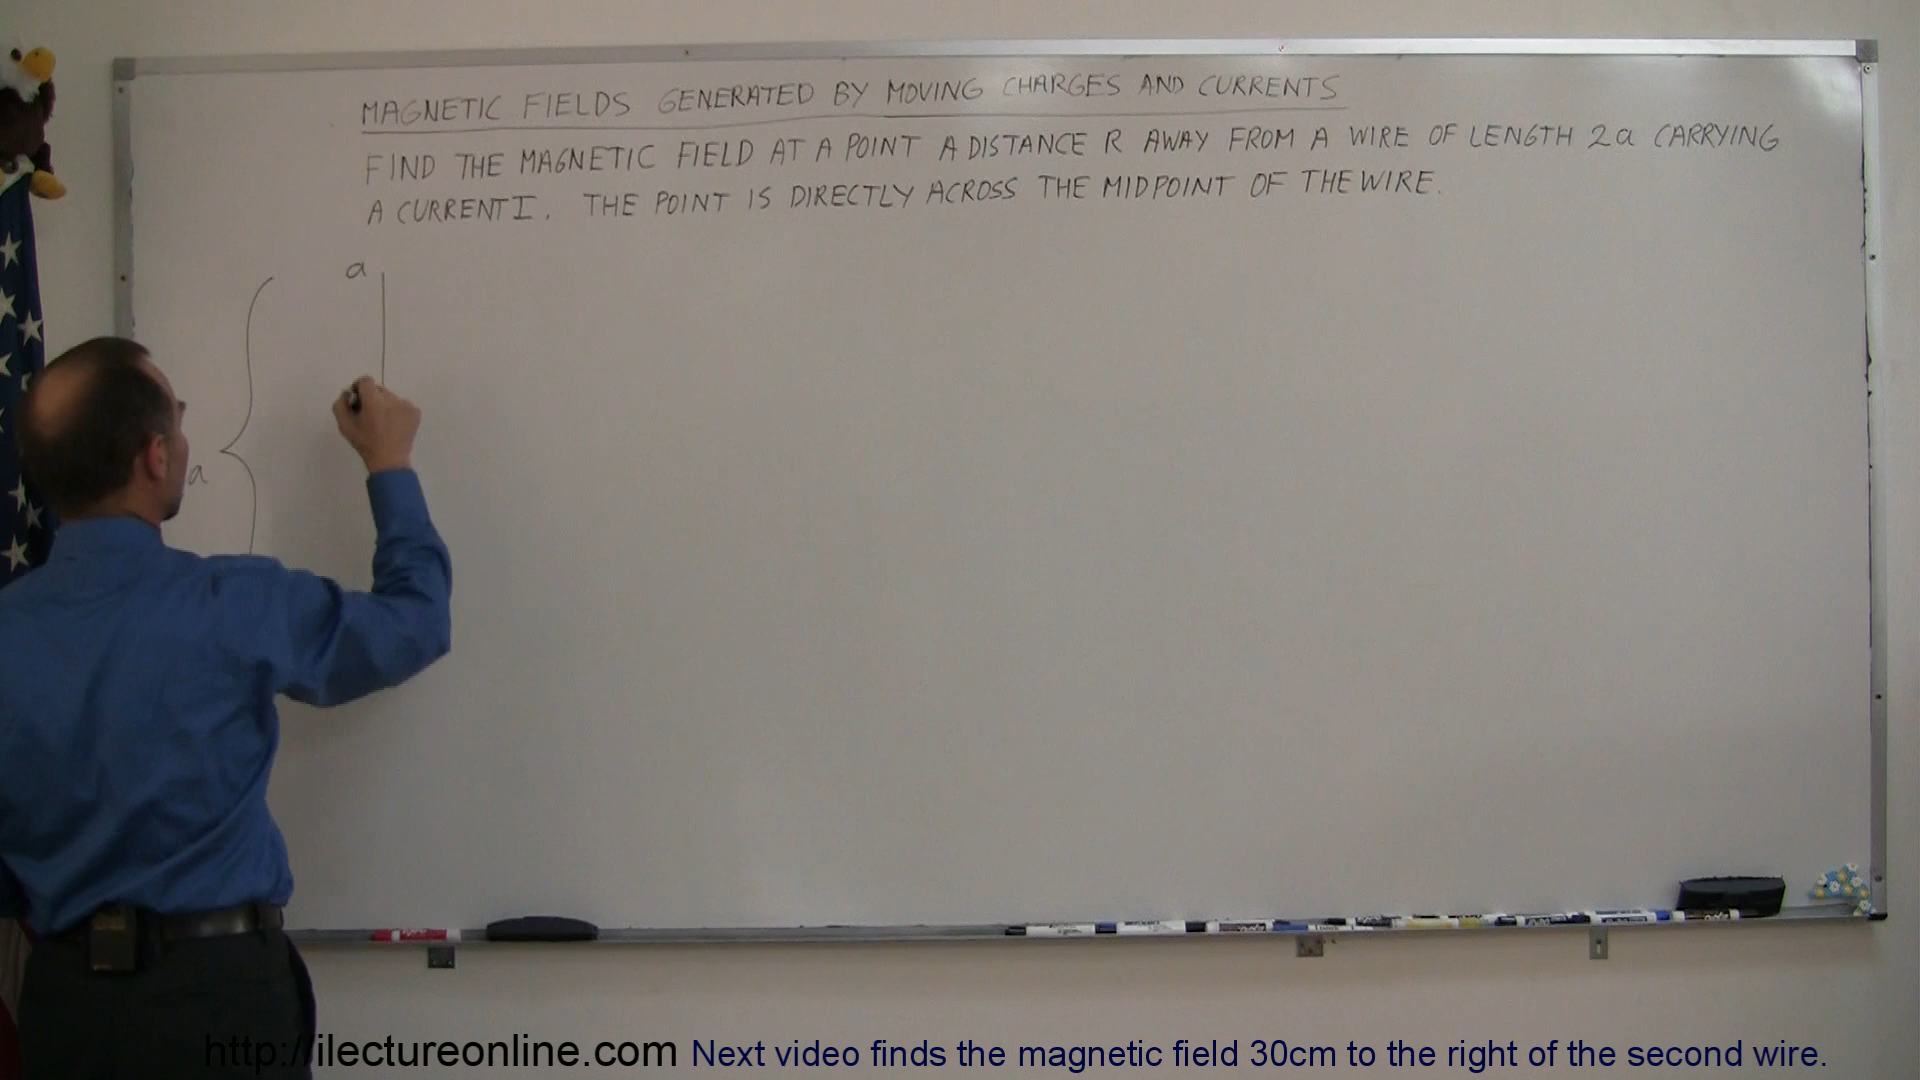 MAGNETIC FIELDS GENERATED BY MOVING CHARGES AND CURRENTS
FIND THE MAGNETIC FIELD AT A POINT A DISTANCE R AWAY FROM A WIRE OF LENGTH 2a CARRYING
A CURRENT I. THE POINT IS DIRECTLY ACROSS THE MIDPOINT OF THE WIRE.
a
a
http://ilectureonline.com Next video finds the magnetic field 30cm to the right of the second wire.